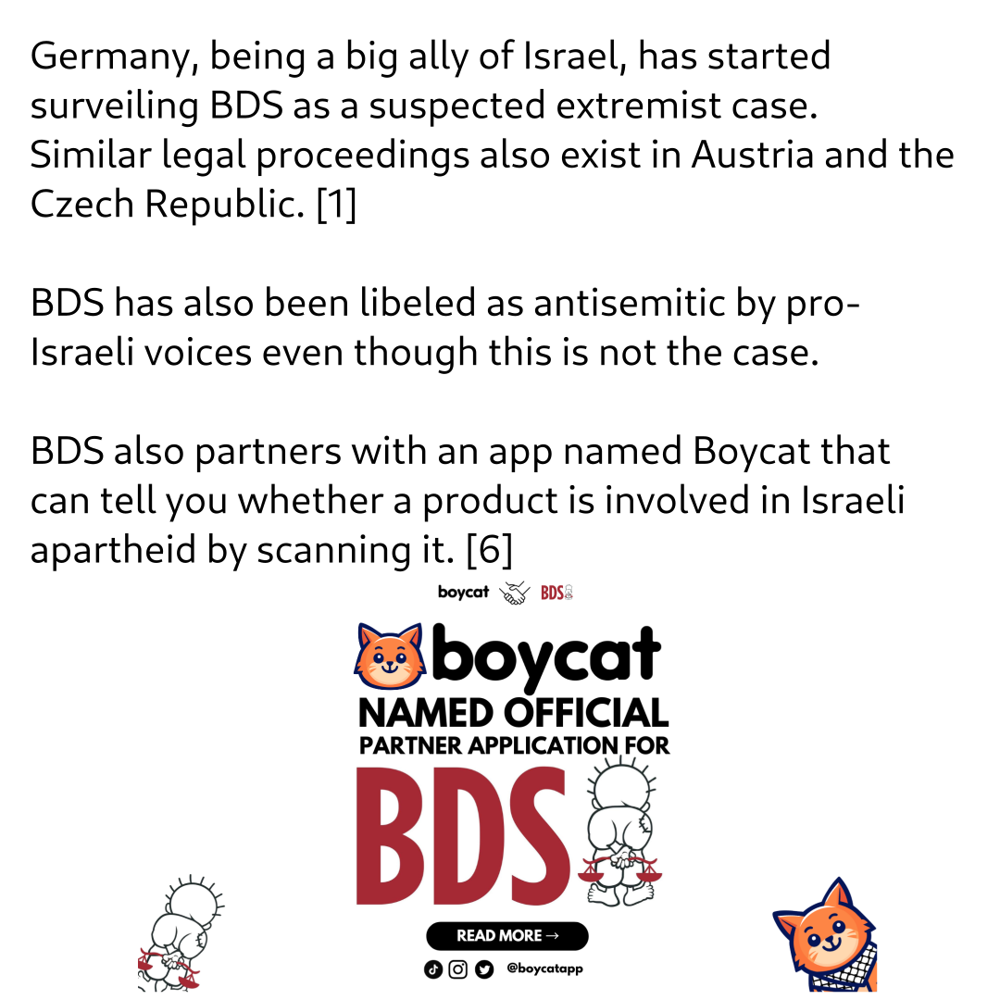 Germany, being a big ally of Israel, has started
surveiling BDS as a suspected extremist case.
Similar legal proceedings also exist in Austria and the
Czech Republic. [1]
BDS has also been libeled as antisemitic by pro-
Israeli voices even though this is not the case.
BDS also partners with an app named Boycat that
can tell you whether a product is involved in Israeli
apartheid by scanning it. [6]
boycat BDS
boycat
NAMED OFFICIAL
PARTNER APPLICATION FOR
BDS
READ MORE →
@boycatapp